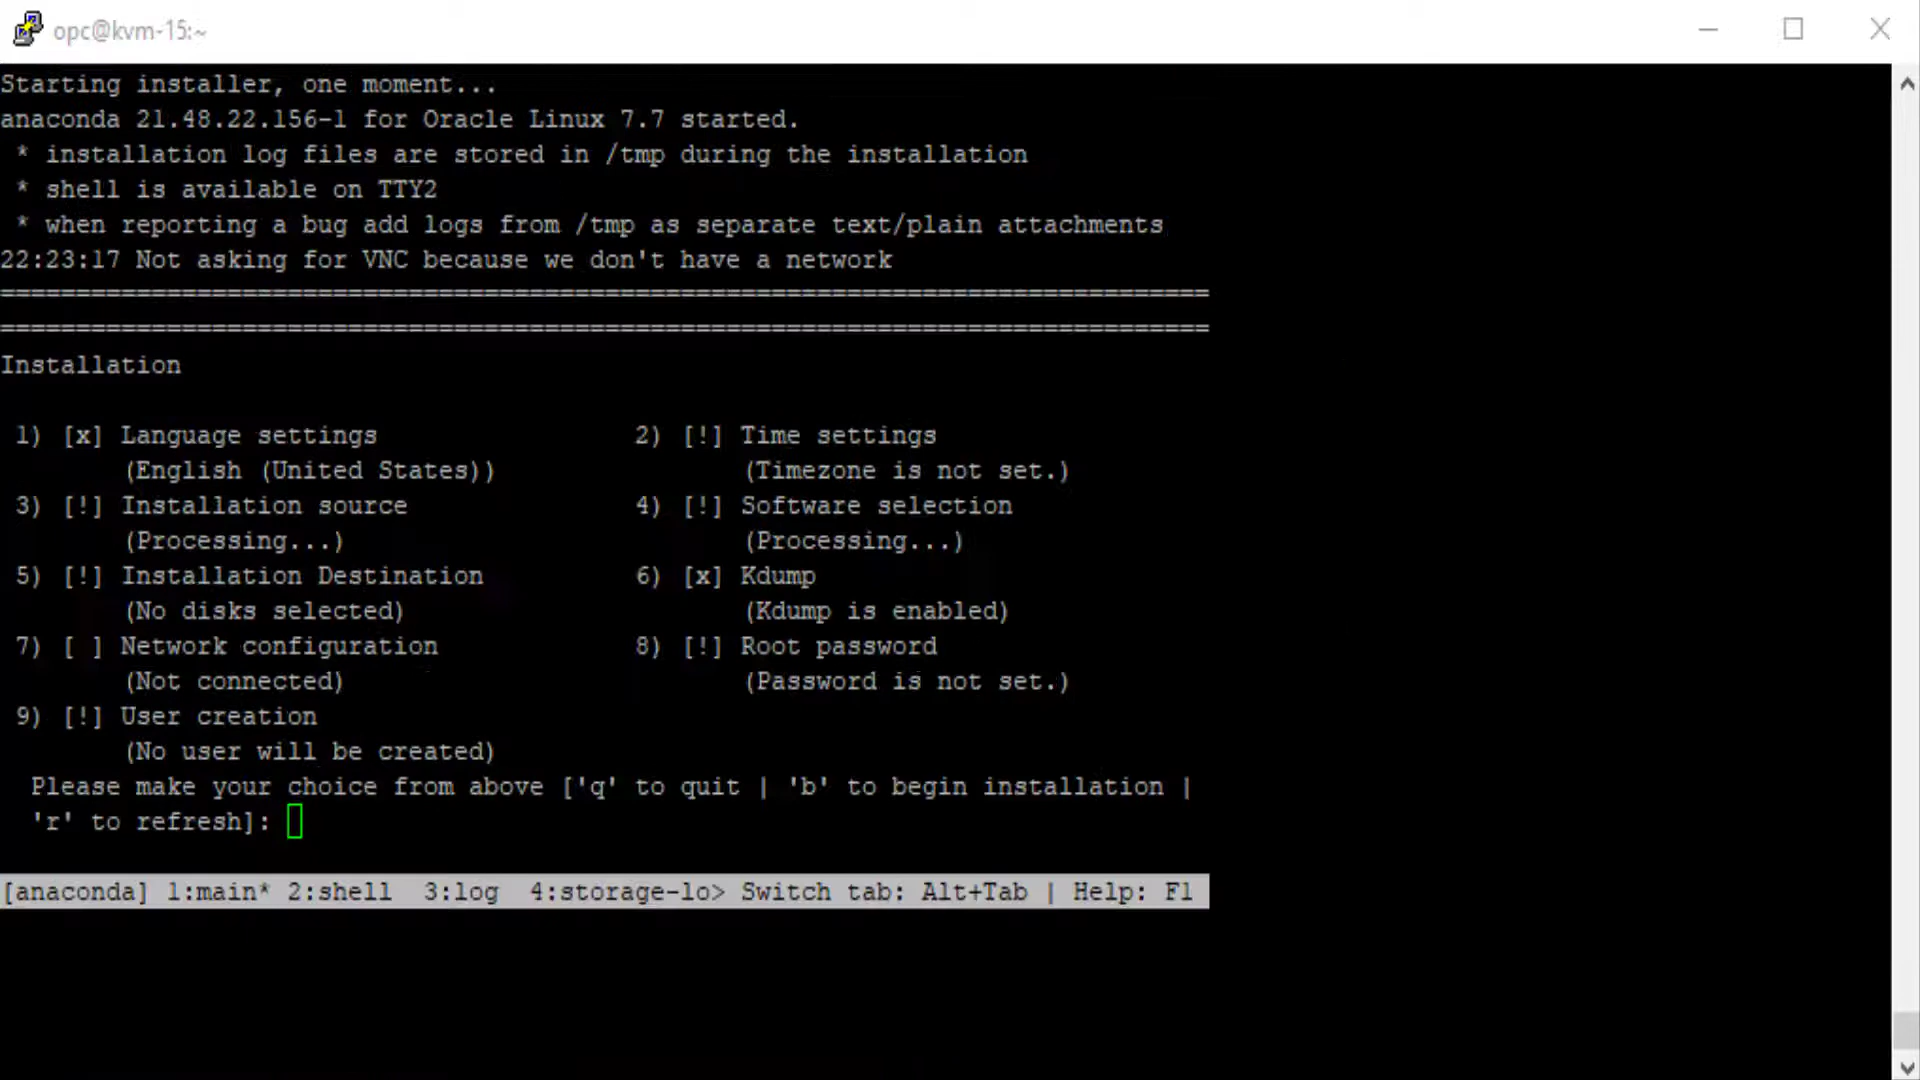 opc@kvm-15:~
Starting installer, one moment...
anaconda 21.48.22.156-1 for Oracle Linux 7.7 started.
* installation log files are stored in /tmp during the installation
* shell is available on TTY2
* when reporting a bug add logs from /tmp as separate text/plain attachments
22:23:17 Not asking for VNC because we don't have a network
================================================================================
================================================================================
Installation
1) [x] Language settings 2) [!] Time settings
(English (United States)) (Timezone is not set.)
3) [!] Installation source 4) [!] Software selection
(Processing...) (Processing...)
5) [!] Installation Destination 6) [x] Kdump
(No disks selected) (Kdump is enabled)
7) [ ] Network configuration 8) [!] Root password
(Not connected) (Password is not set.)
9) [!] User creation
(No user will be created)
Please make your choice from above ['q' to quit | 'b' to begin installation |
'r' to refresh]:
[anaconda] 1:main* 2:shell 3:log 4:storage-lo> Switch tab: Alt+Tab | Help: F1